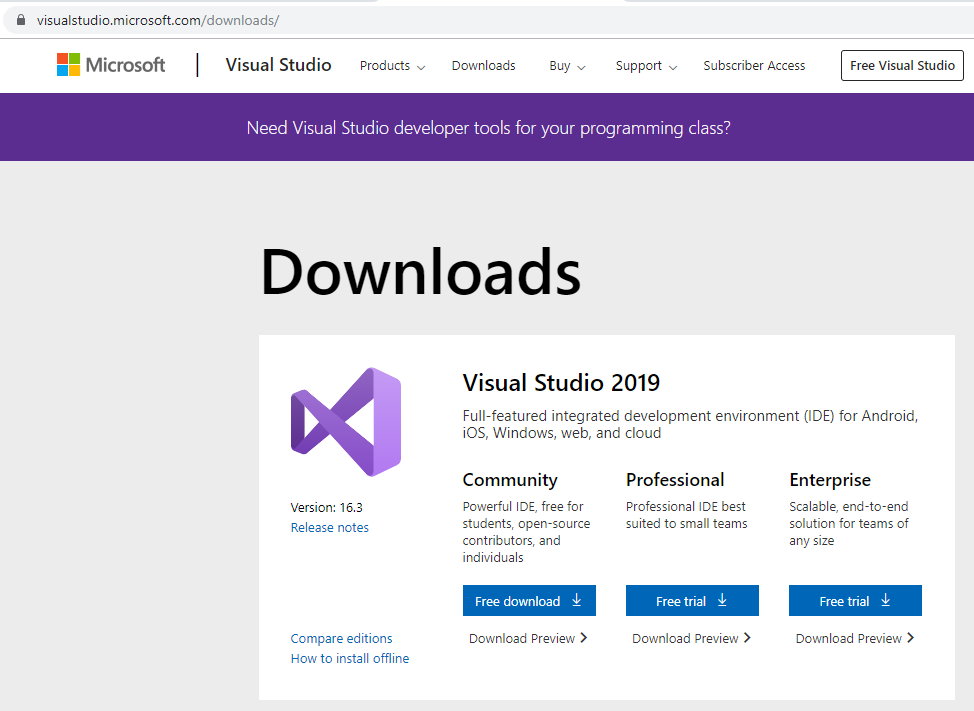 visualstudio.microsoft.com/downloads/
Microsoft Visual Studio Products Downloads Buy Support Subscriber Access Free Visual Studio
Need Visual Studio developer tools for your programming class?
Downloads
Visual Studio 2019
Full-featured integrated development environment (IDE) for Android,
iOS, Windows, web, and cloud
Version: 16.3
Release notes
Community
Powerful IDE, free for
students, open-source
contributors, and
individuals
Free download
Download Preview
Professional
Professional IDE best
suited to small teams
Free trial
Download Preview
Enterprise
Scalable, end-to-end
solution for teams of
any size
Free trial
Download Preview
Compare editions
How to install offline